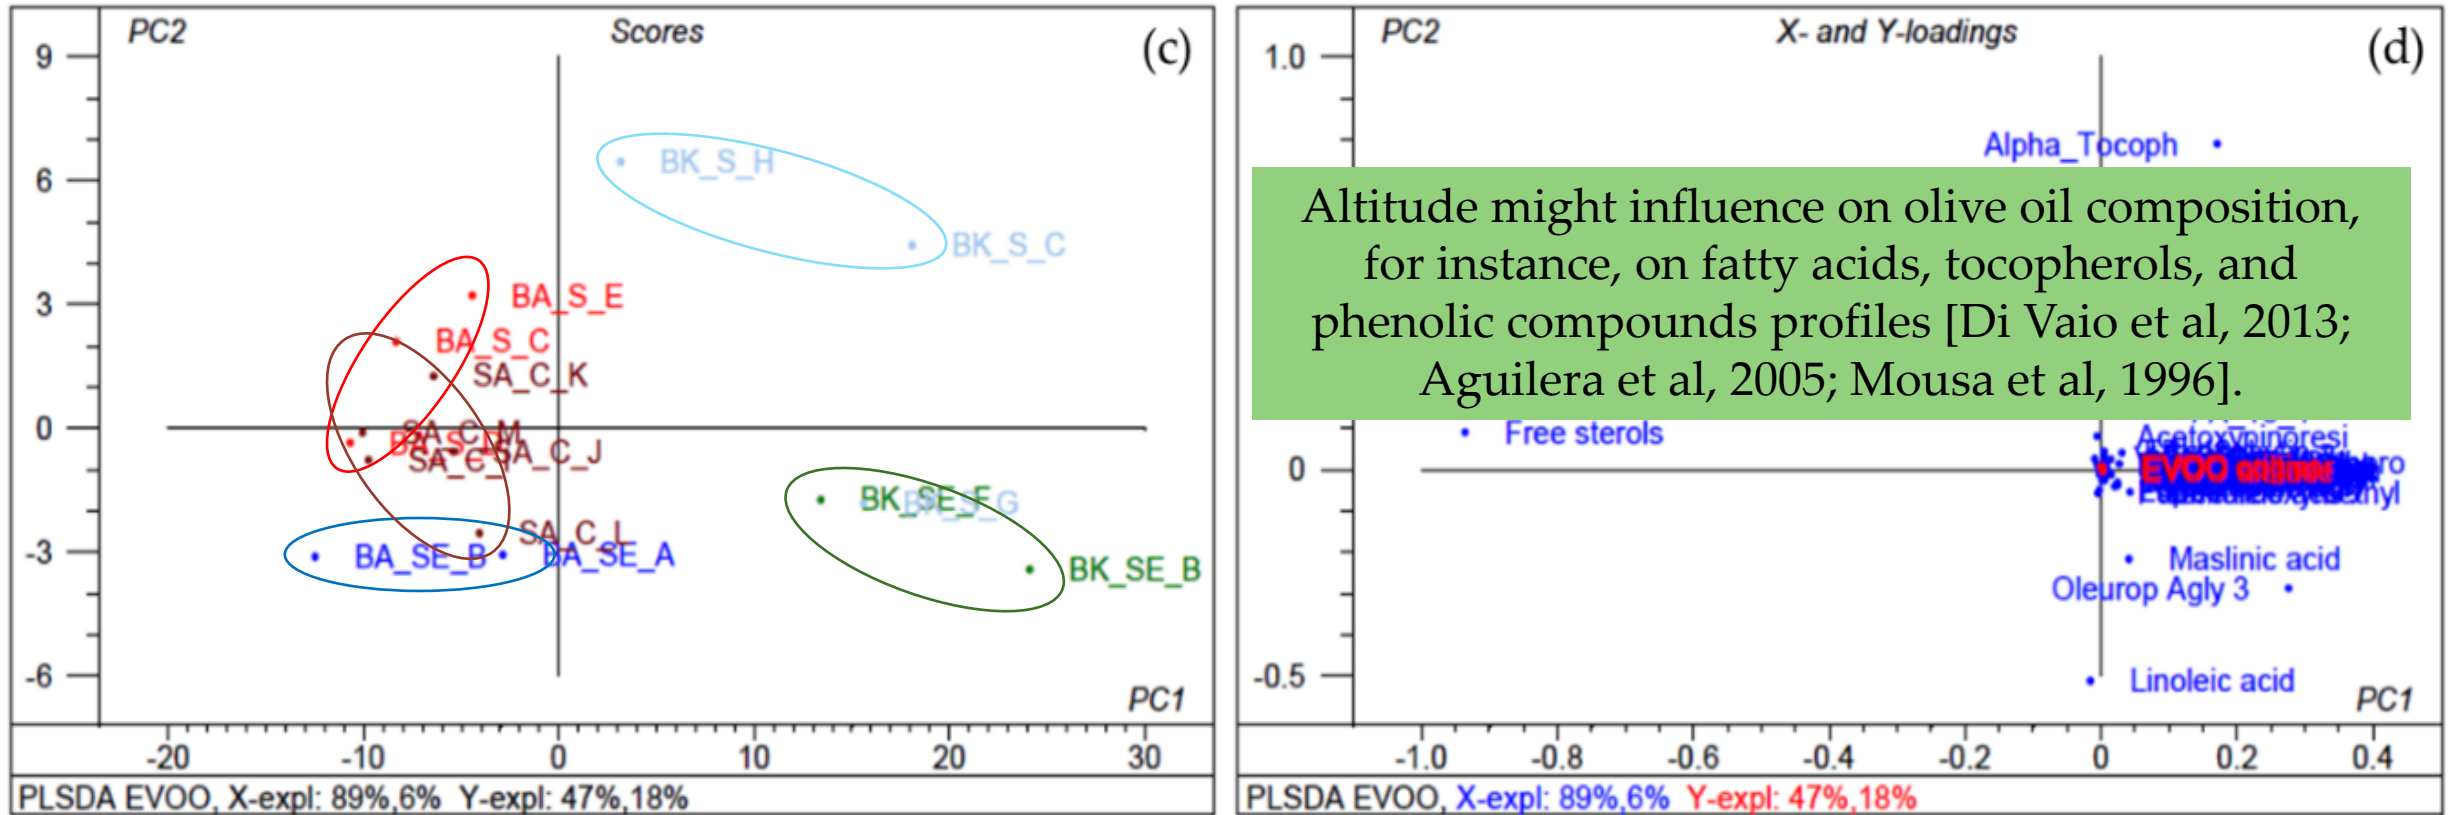 PC2
Scores
(c)
9
BK_S_H
6
BK_S_C
BA_S_E
3
BA_S_C
SA_C_K
0
SA_C_M
SA_C_J
BK_SE_F
BK_S_G
SA_C_L
-3
BA_SE_B
BA_SE_A
BK_SE_B
-6
PC1
-20
-10
0
10
20
30
PLSDA EVOO, X-expl: 89%,6% Y-expl: 47%,18%
PC2
X- and Y-loadings
(d)
1.0
Alpha_Tocoph
Altitude might influence on olive oil composition,
for instance, on fatty acids, tocopherols, and
phenolic compounds profiles [Di Vaio et al, 2013;
Aguilera et al, 2005; Mousa et al, 1996].
Free sterols
Acetoxypinoresi
0
EVOO
Maslinic acid
Oleurop Agly 3
-0.5
Linoleic acid
PC1
-1.0
-0.8
-0.6
-0.4
-0.2
0
0.2
0.4
PLSDA EVOO, X-expl: 89%,6% Y-expl: 47%,18%